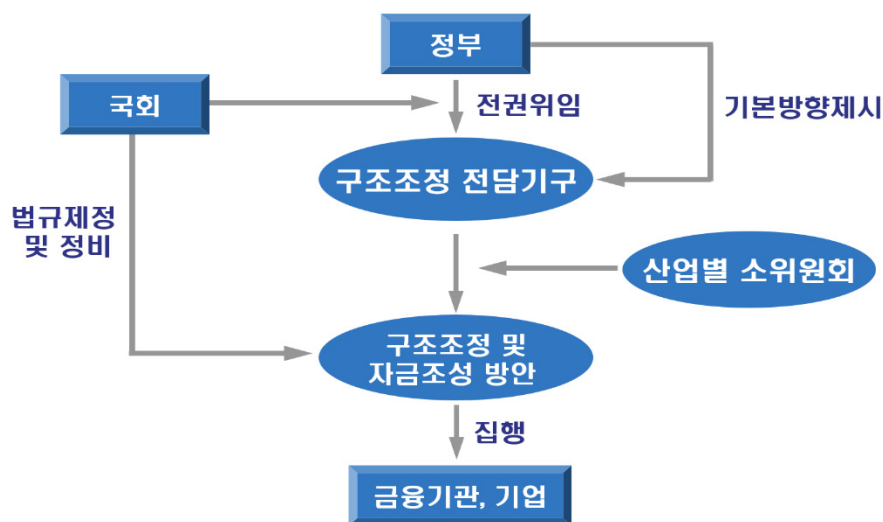 정부
국회
전권위임
기본방향제시
구조조정 전담기구
법규제정
및 정비
산업별 소위원회
구조조정 및
자금조성 방안
집행
금융기관, 기업